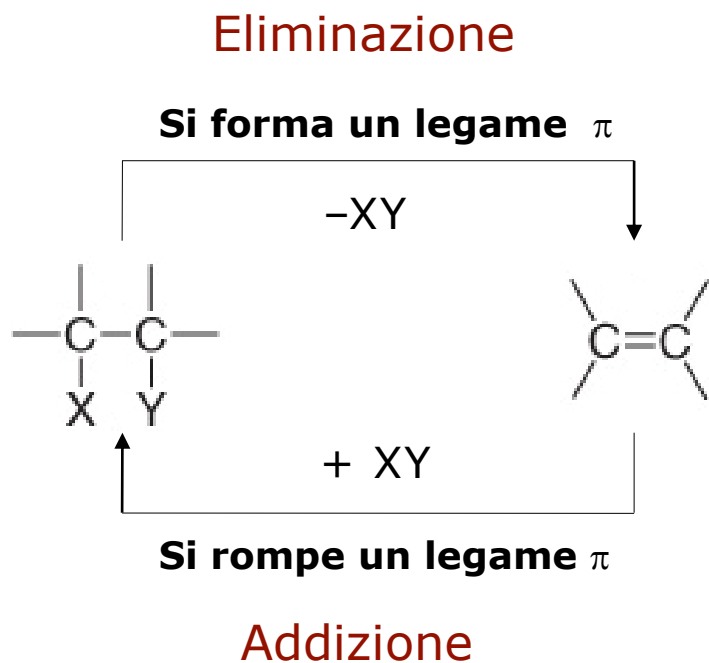 Eliminazione
Si forma un legame π
–XY
C C
C=C
X Y
+ XY
Si rompe un legame π
Addizione